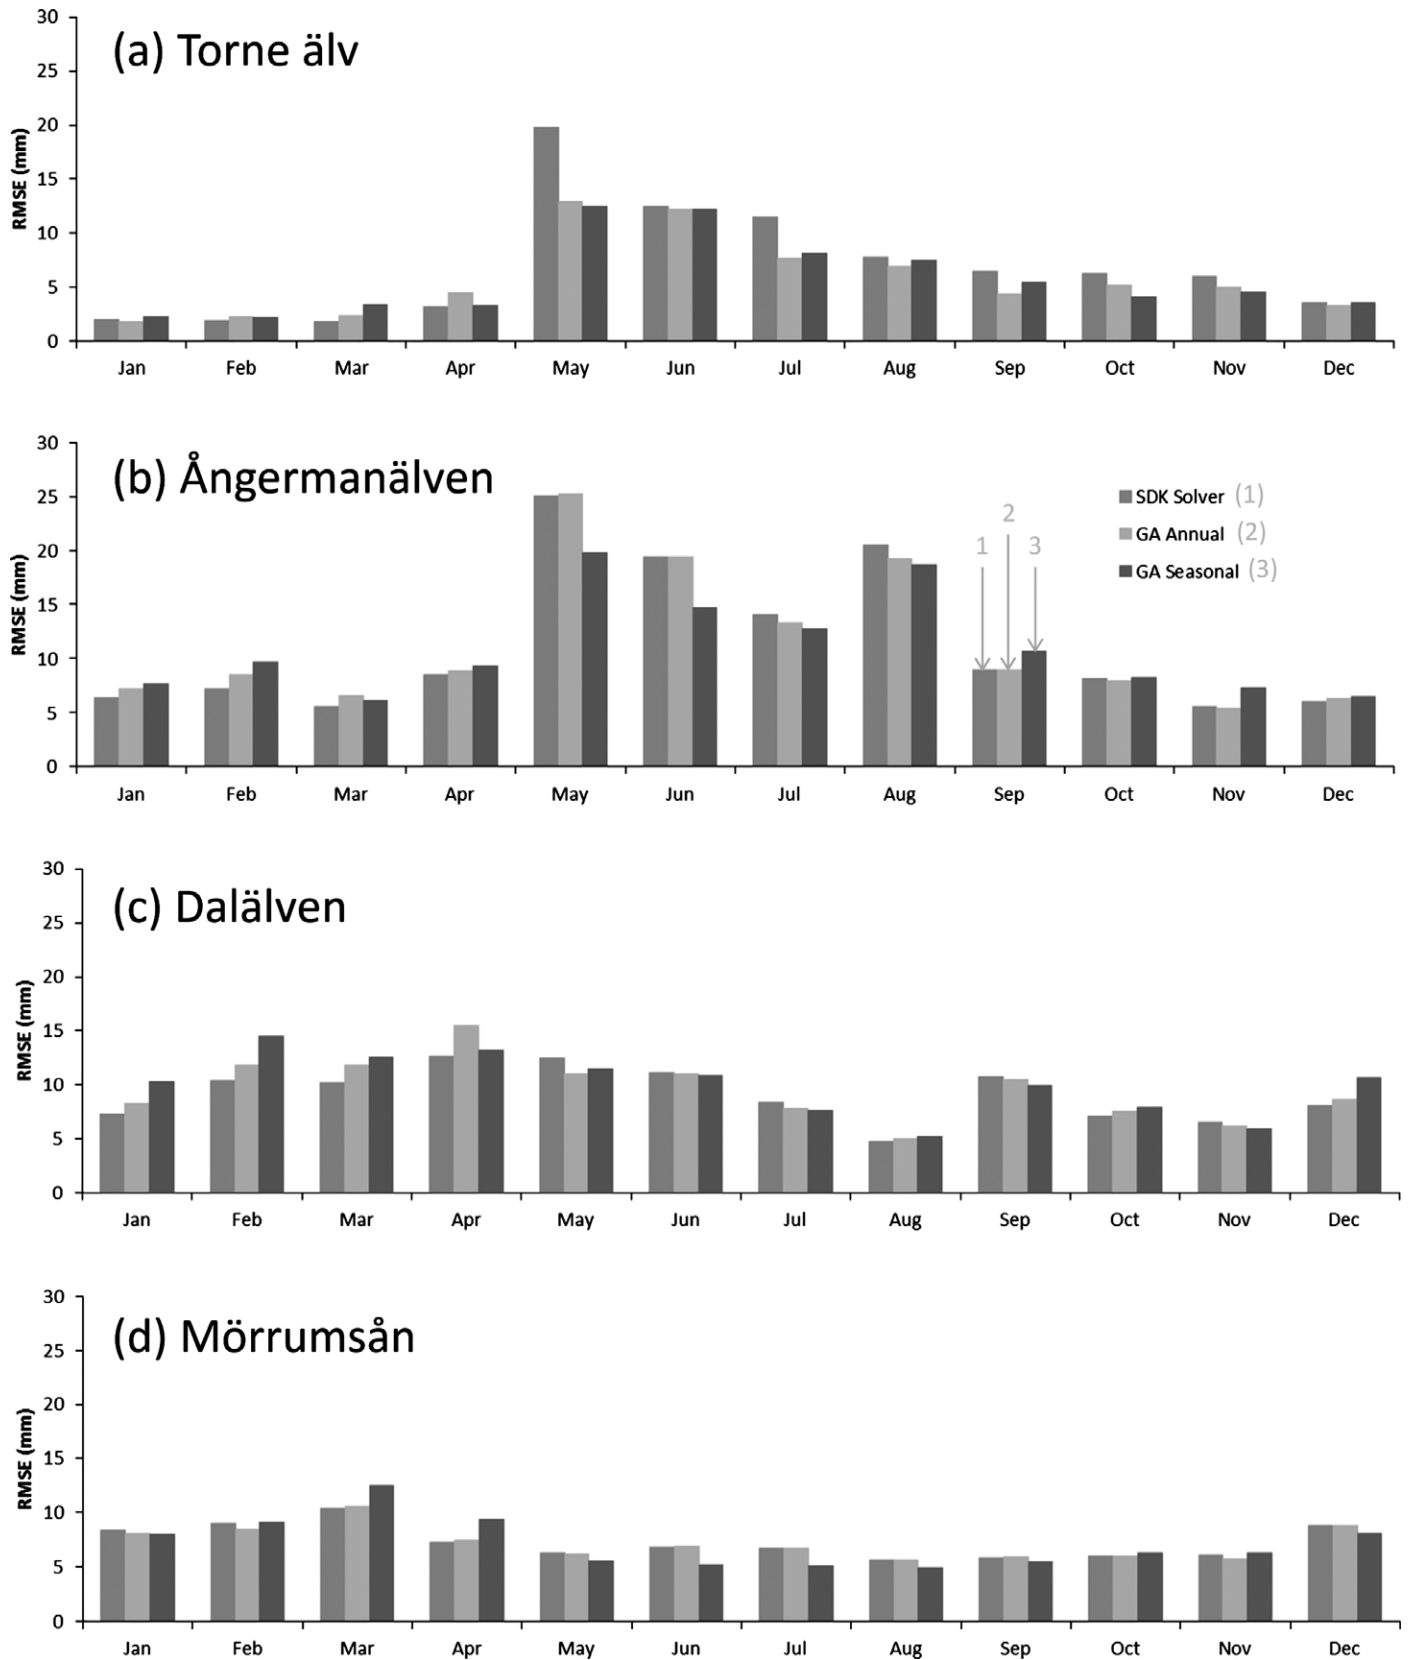 (a) Torne älv
RMSE (mm)
30
25
20
15
10
5
0
Jan Feb Mar Apr May Jun Jul Aug Sep Oct Nov Dec
(b) Ångermanälven
RMSE (mm)
30
25
20
15
10
5
0
1 2 3
SDK Solver (1)
GA Annual (2)
GA Seasonal (3)
Jan Feb Mar Apr May Jun Jul Aug Sep Oct Nov Dec
(c) Dalälven
RMSE (mm)
30
25
20
15
10
5
0
Jan Feb Mar Apr May Jun Jul Aug Sep Oct Nov Dec
(d) Mörrumsån
RMSE (mm)
30
25
20
15
10
5
0
Jan Feb Mar Apr May Jun Jul Aug Sep Oct Nov Dec